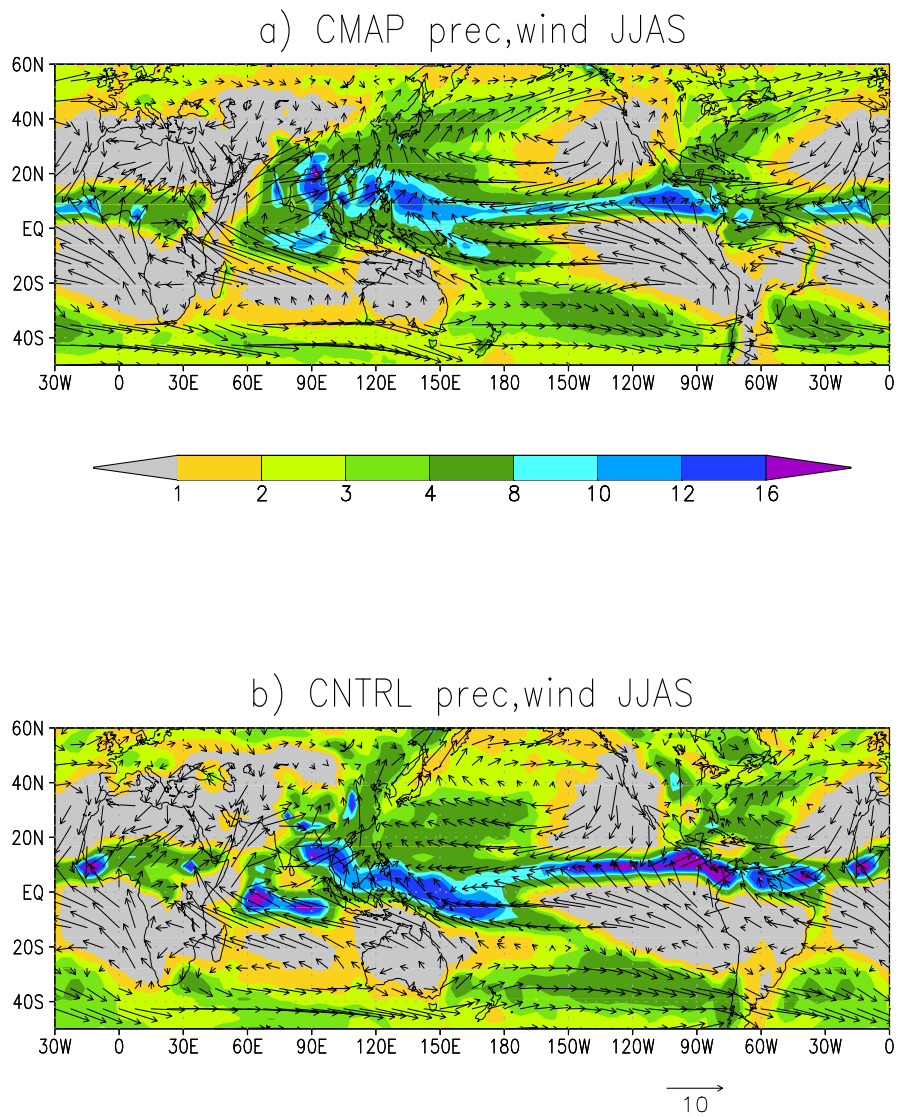 a) CMAP prec,wind JJAS
60N
40N
20N
EQ
20S
40S
30W 0 30E 60E 90E 120E 150E 180 150W 120W 90W 60W 30W 0
1 2 3 4 8 10 12 16
b) CNTRL prec,wind JJAS
60N
40N
20N
EQ
20S
40S
30W 0 30E 60E 90E 120E 150E 180 150W 120W 90W 60W 30W 0
10